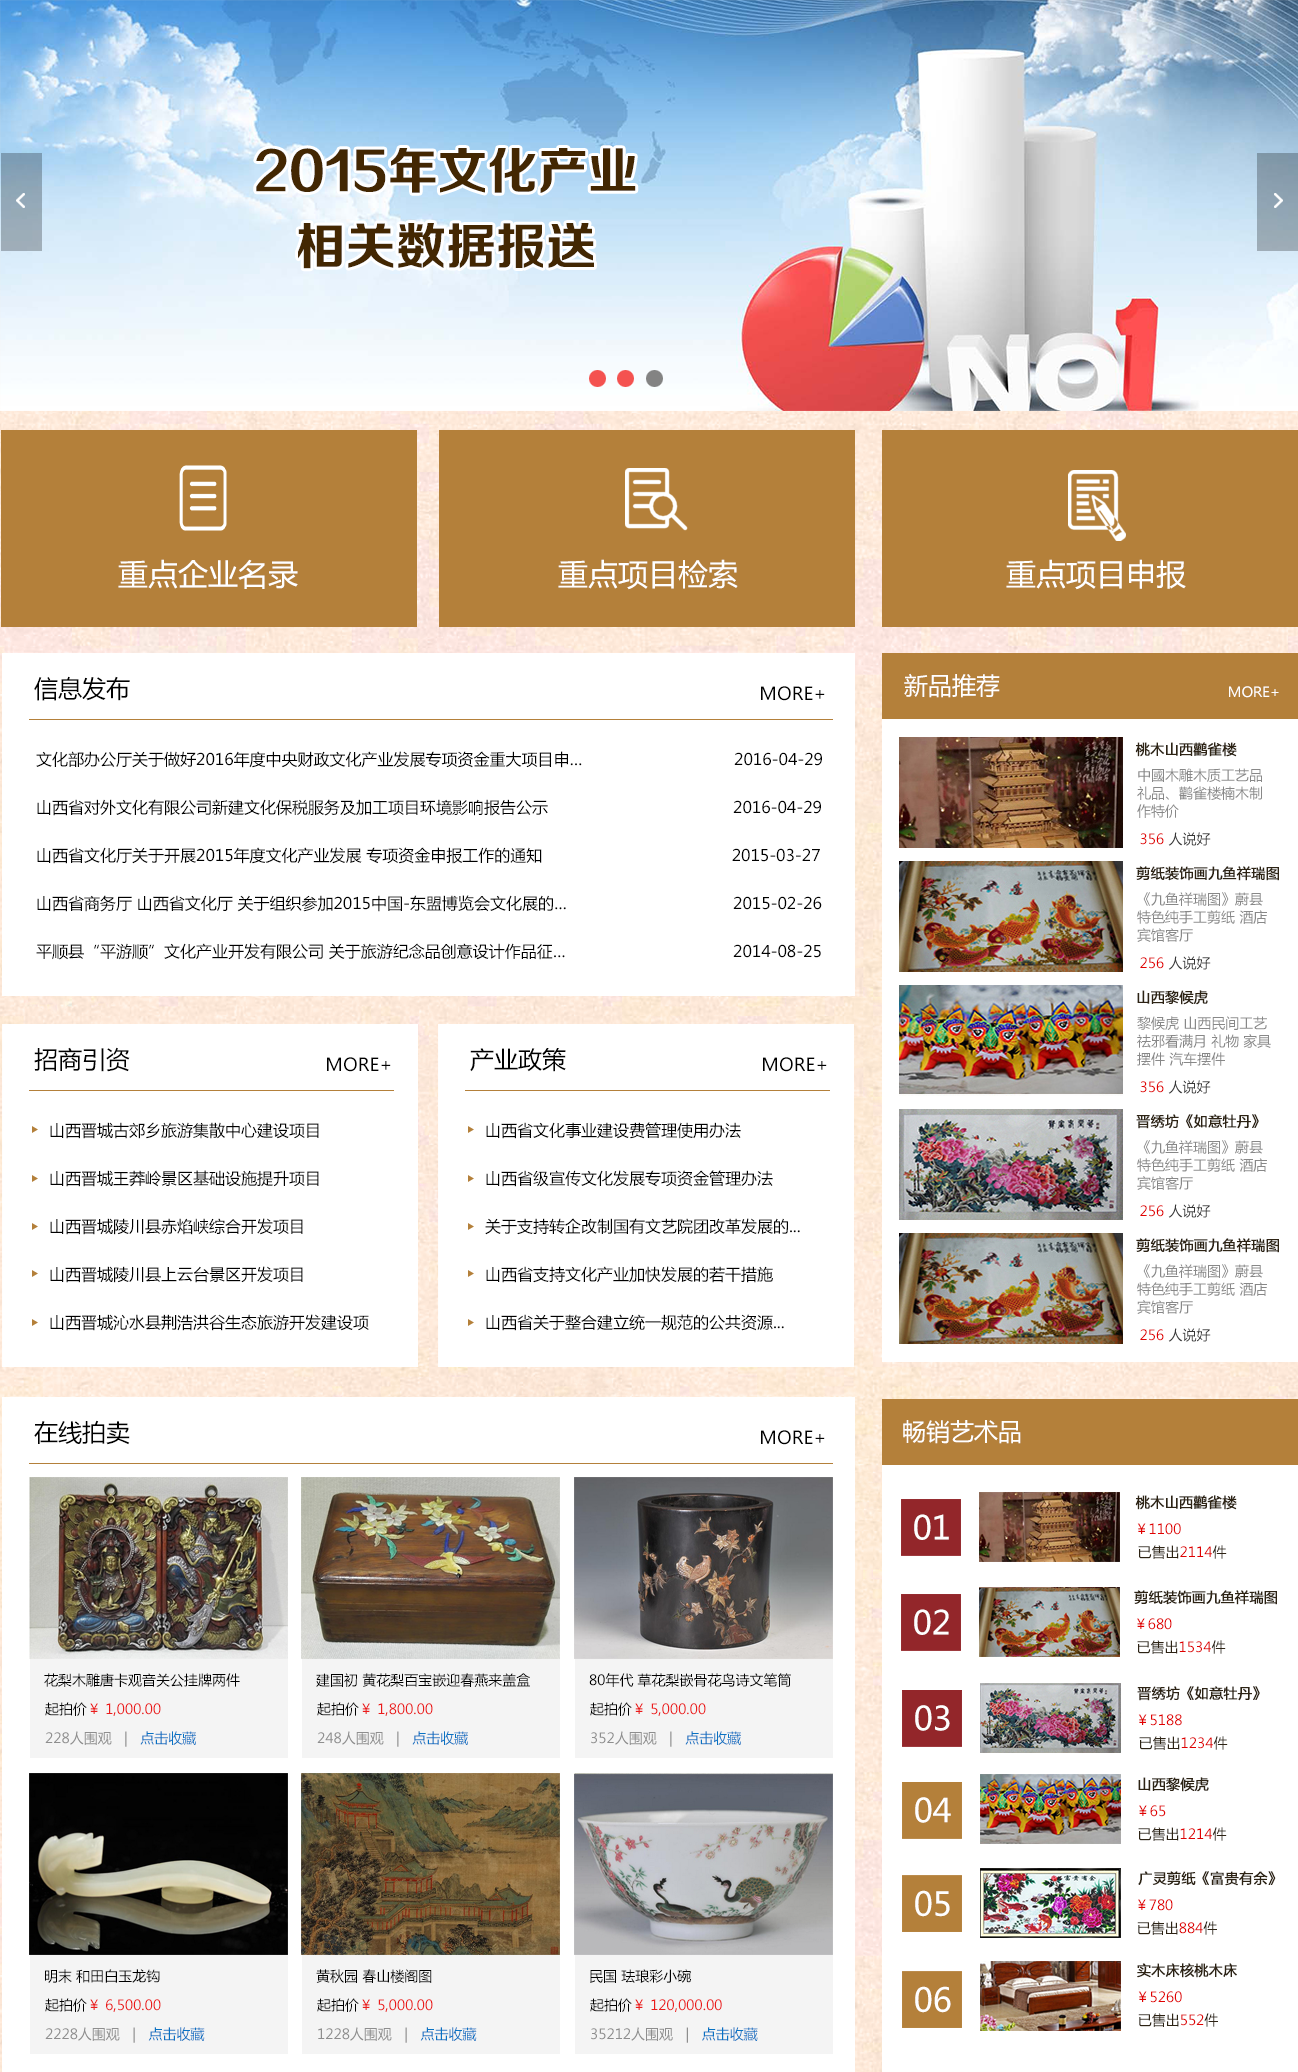 2015年文化产业
相关数据报送
NO1
重点企业名录
重点项目检索
重点项目申报
信息发布
MORE+
文化部办公厅关于做好2016年度中央财政文化产业发展专项资金重大项目申...
2016-04-29
山西省对外文化有限公司新建文化保税服务及加工项目环境影响报告公示
2016-04-29
山西省文化厅关于开展2015年度文化产业发展 专项资金申报工作的通知
2015-03-27
山西省商务厅 山西省文化厅 关于组织参加2015中国-东盟博览会文化展的...
2015-02-26
平顺县“平游顺”文化产业开发有限公司 关于旅游纪念品创意设计作品征...
2014-08-25
招商引资
MORE+
山西晋城古郊乡旅游集散中心建设项目
山西晋城王莽岭景区基础设施提升项目
山西晋城陵川县赤焰峡综合开发项目
山西晋城陵川县上云台景区开发项目
山西晋城沁水县荆浩洪谷生态旅游开发建设项
产业政策
MORE+
山西省文化事业建设费管理使用办法
山西省级宣传文化发展专项资金管理办法
关于支持转企改制国有文艺院团改革发展的...
山西省支持文化产业加快发展的若干措施
山西省关于整合建立统一规范的公共资源...
新品推荐
MORE+
桃木山西鹳雀楼
中國木雕木质工艺品
礼品、鹳雀楼楠木制
作特价
356 人说好
剪纸装饰画九鱼祥瑞图
《九鱼祥瑞图》蔚县
特色纯手工剪纸 酒店
宾馆客厅
256 人说好
山西黎候虎
黎候虎 山西民间工艺
祛邪看满月 礼物 家具
摆件 汽车摆件
356 人说好
晋绣坊《如意牡丹》
《九鱼祥瑞图》蔚县
特色纯手工剪纸 酒店
宾馆客厅
256 人说好
剪纸装饰画九鱼祥瑞图
《九鱼祥瑞图》蔚县
特色纯手工剪纸 酒店
宾馆客厅
256 人说好
在线拍卖
MORE+
花梨木雕唐卡观音关公挂牌两件
起拍价￥ 1,000.00
228人围观 | 点击收藏
建国初 黄花梨百宝嵌迎春燕来盖盒
起拍价￥ 1,800.00
248人围观 | 点击收藏
80年代 草花梨嵌骨花鸟诗文笔筒
起拍价￥ 5,000.00
352人围观 | 点击收藏
明末 和田白玉龙钩
起拍价￥ 6,500.00
2228人围观 | 点击收藏
黄秋园 春山楼阁图
起拍价￥ 5,000.00
1228人围观 | 点击收藏
民国 珐琅彩小碗
起拍价￥ 120,000.00
35212人围观 | 点击收藏
畅销艺术品
01
桃木山西鹳雀楼
￥1100
已售出2114件
02
剪纸装饰画九鱼祥瑞图
￥680
已售出1534件
03
晋绣坊《如意牡丹》
￥5188
已售出1234件
04
山西黎候虎
￥65
已售出1214件
05
广灵剪纸《富贵有余》
￥780
已售出884件
06
实木床核桃木床
￥5260
已售出552件